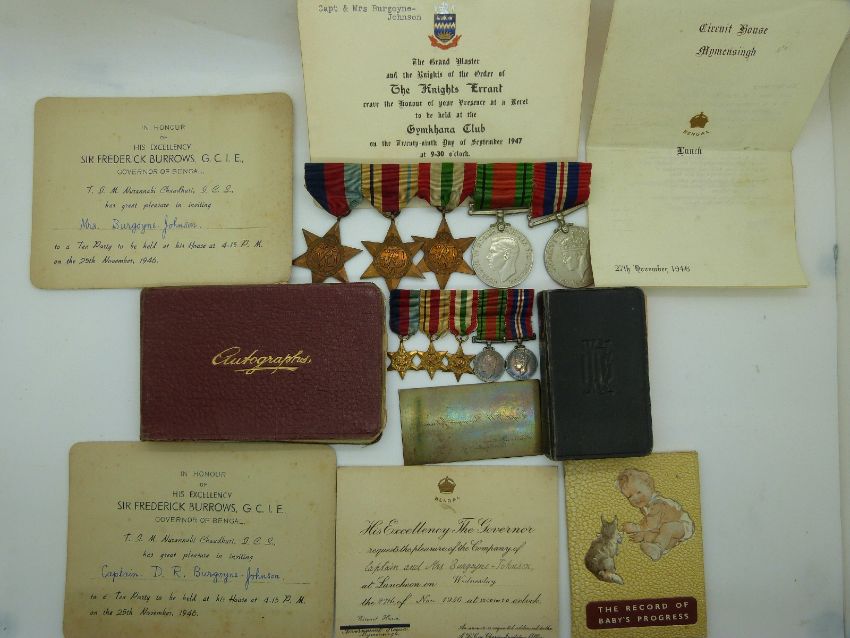 Capt & Mrs Burgoyne-
Johnson
The Grand Master
and the Knights of the Order of
The Knights Errant
crave the Honour of your Presence at a Revel
to be held at the
Gymkhana Club
on the Twenty-ninth Day of September 1947
at 9-30 o'clock.
Circuit House
Mymensingh
BENGAL
Lunch
27th November, 1946
IN HONOUR
OF
HIS EXCELLENCY
SIR FREDERICK BURROWS, G.C.I.E.,
GOVERNOR OF BENGAL,
T. I. M. Nurannabi Chaudhuri, I. C. S.,
has great pleasure in inviting
Mrs. Burgoyne-Johnson.
to a Tea Party to be held at his House at 4-15 P. M.
on the 25th November, 1946.
Autographs.
IN HONOUR
OF
HIS EXCELLENCY
SIR FREDERICK BURROWS, G.C.I.E.
GOVERNOR OF BENGAL,
T. I. M. Nurannabi Chaudhuri, I. C. S.,
has great pleasure in inviting
Captain D. R. Burgoyne-Johnson.
to a Tea Party to be held at his House at 4-15 P. M.
on the 25th November, 1946.
BENGAL
His Excellency The Governor
requests the pleasure of the Company of
Captain and Mrs Burgoyne-Johnson,
at Luncheon on Wednesday
the 27th of Nov 1946 at o'clock.
THE RECORD OF
BABY'S PROGRESS